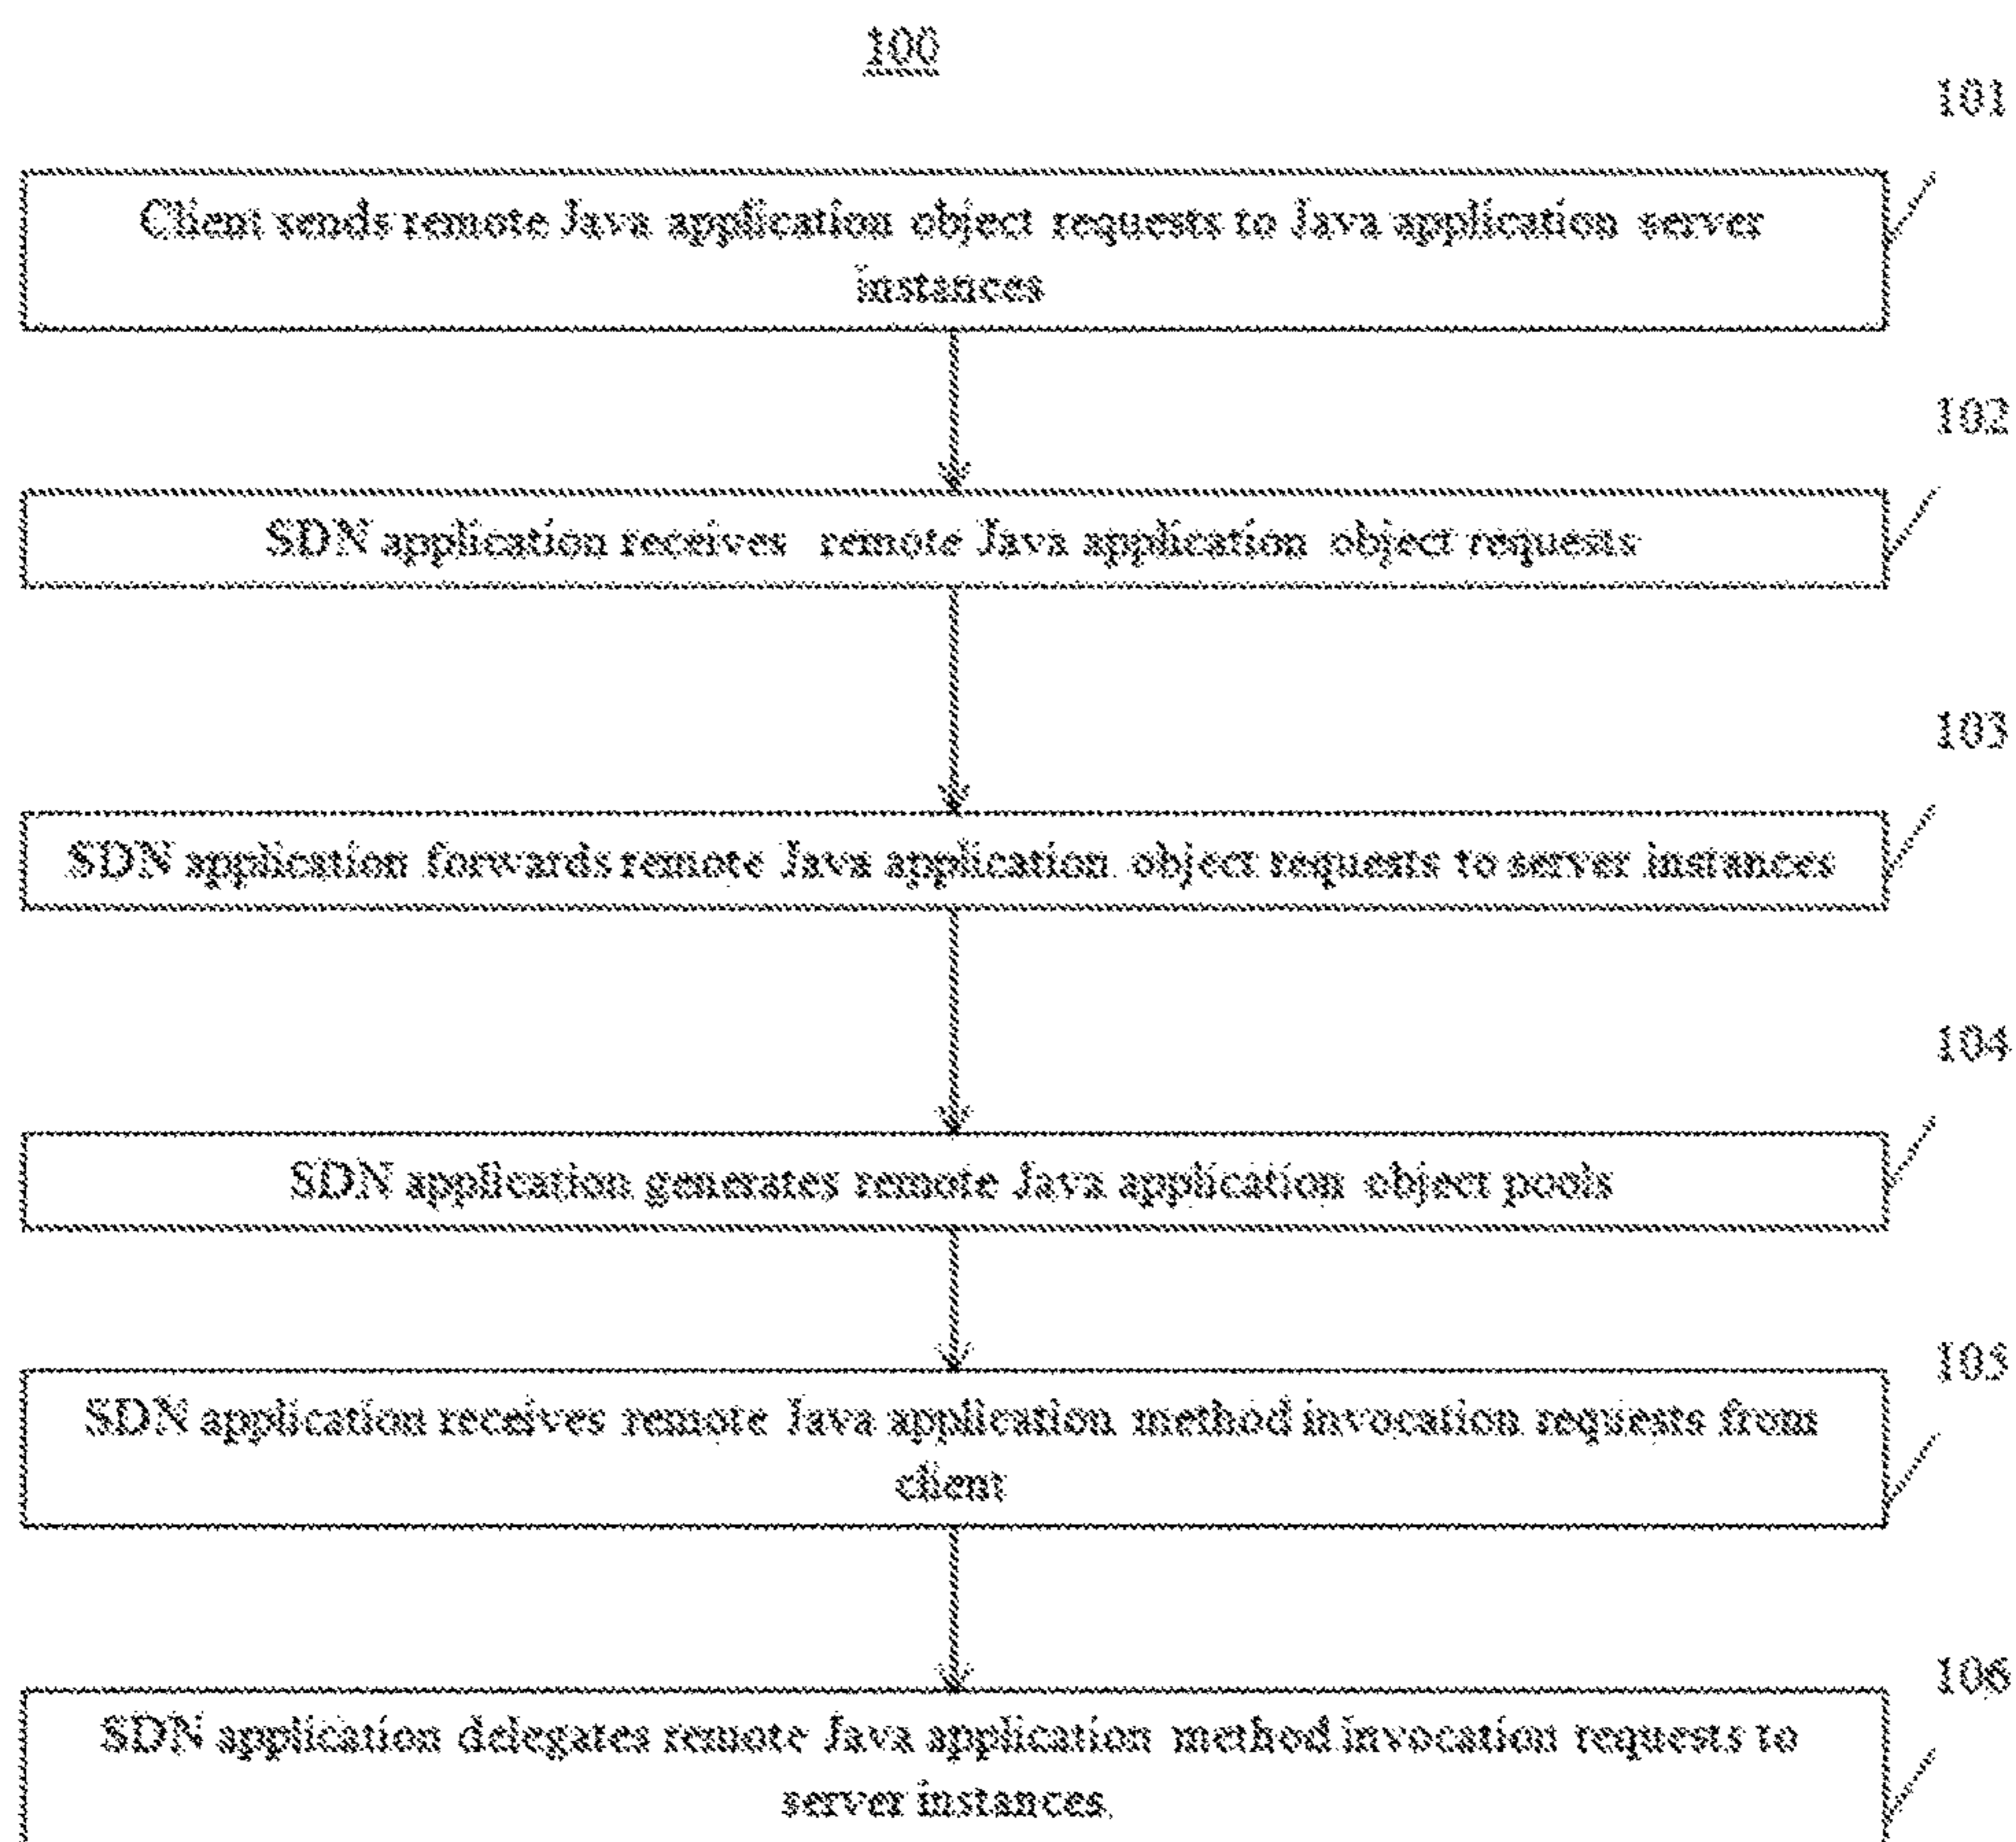 100
101
Client sends remote Java application object requests to Java application server
instances
102
SDN application receives remote Java application object requests
103
SDN application forwards remote Java application object requests to server instances
104
SDN application generates remote Java application object pools
105
SDN application receives remote Java application method invocation requests from
client
106
SDN application delegates remote Java application method invocation requests to
server instances.